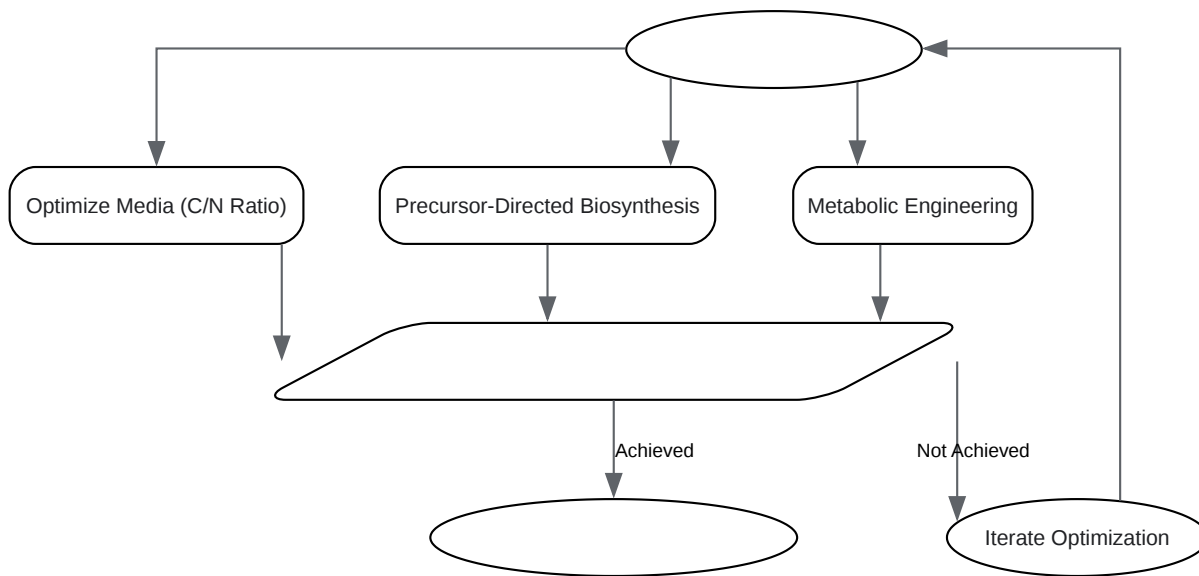 Optimize Media (C/N Ratio)
Precursor-Directed Biosynthesis
Metabolic Engineering
Achieved
Not Achieved
Iterate Optimization